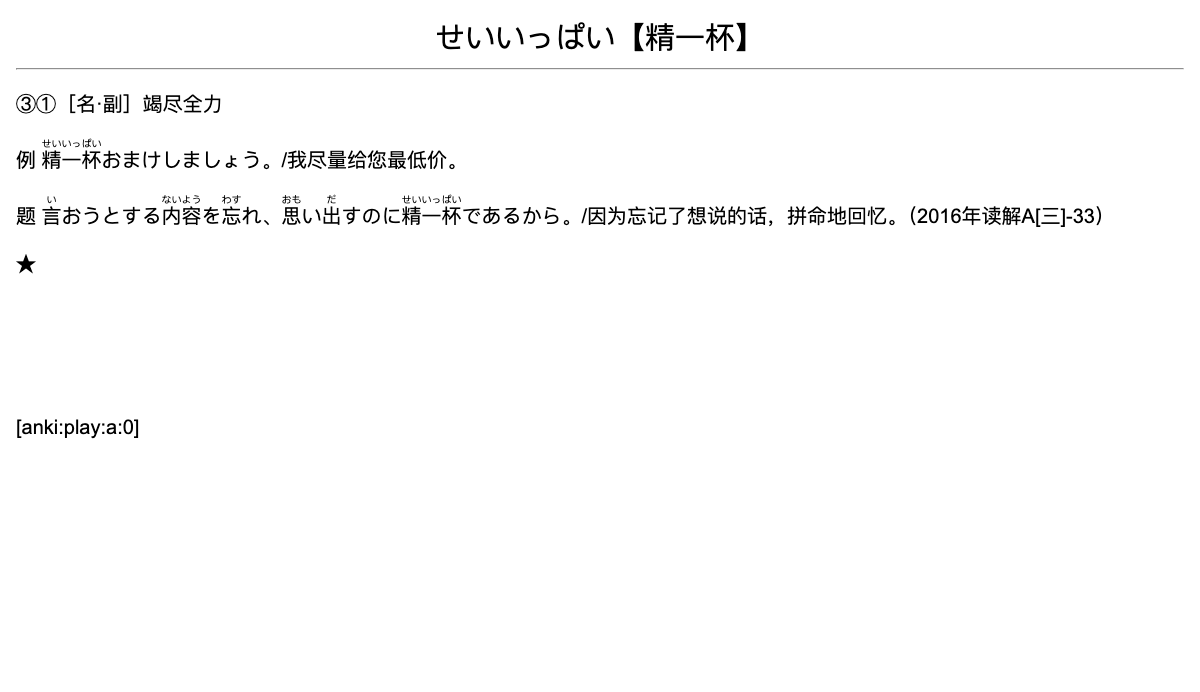 せいいっぱい【精一杯】
③①［名·副］竭尽全力
せいいっぱい
例 精一杯おまけしましょう。/我尽量给您最低价。
い ないよう わす おも だ せいいっぱい
题 言おうとする内容を忘れ、思い出すのに精一杯であるから。/因为忘记了想说的话，拼命地回忆。（2016年读解A[三]-33）
★
[anki:play:a:0]